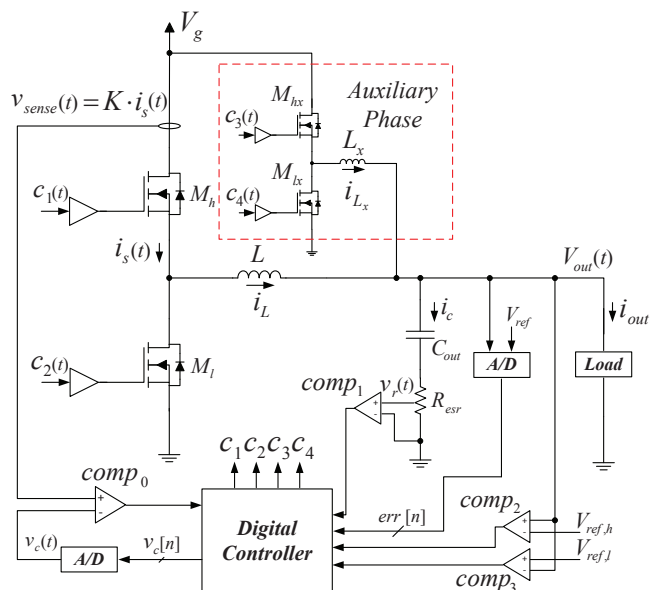 V_g
v_sense(t) = K · i_s(t)
Auxiliary
Phase
M_hx
c_3(t)
L_x
M_lx
c_4(t)
i_{L_x}
c_1(t)
M_h
i_s(t)
L
i_L
V_out(t)
c_2(t)
M_l
i_c
C_out
V_ref
i_out
A/D
Load
comp_1
v_r(t)
+
-
R_esr
c_1 c_2 c_3 c_4
comp_0
+
-
Digital
Controller
err[n]
comp_2
+
-
V_ref,h
V_ref,l
v_c(t)
A/D
v_c[n]
comp_3
+
-